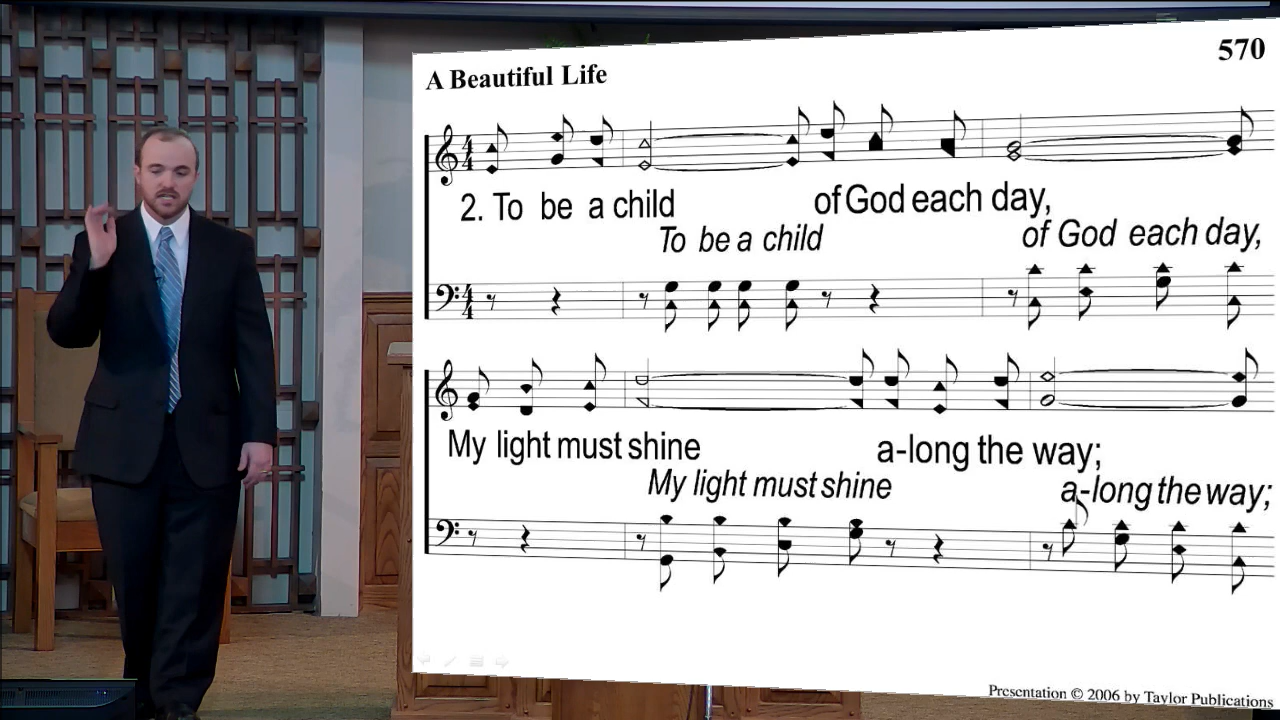 570
A Beautiful Life
2. To be a child of God each day,
To be a child of God each day,
My light must shine a-long the way;
My light must shine a-long the way;
Presentation © 2006 by Taylor Publications